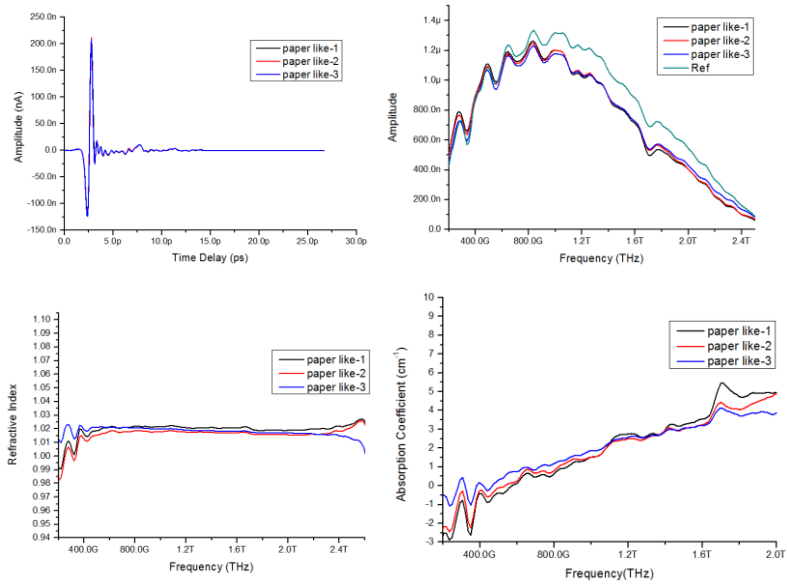 250.0n
200.0n
150.0n
100.0n
50.0n
0.0
-50.0n
-100.0n
-150.0n
Amplitude (nA)
0.0 5.0p 10.0p 15.0p 20.0p 25.0p 30.0p
Time Delay (ps)
paper like-1
paper like-2
paper like-3
1.4μ
1.2μ
1.0μ
800.0n
600.0n
400.0n
200.0n
0.0
Amplitude
400.0G 800.0G 1.2T 1.6T 2.0T 2.4T
Frequency (THz)
paper like-1
paper like-2
paper like-3
Ref
1.10
1.09
1.08
1.07
1.06
1.05
1.04
1.03
1.02
1.01
1.00
0.99
0.98
0.97
0.96
0.95
0.94
Refractive Index
400.0G 800.0G 1.2T 1.6T 2.0T 2.4T
Frequency (THz)
paper like-1
paper like-2
paper like-3
10
9
8
7
6
5
4
3
2
1
0
-1
-2
-3
Absorption Coefficient (cm⁻¹)
400.0G 800.0G 1.2T 1.6T 2.0T
Frequency(THz)
paper like-1
paper like-2
paper like-3